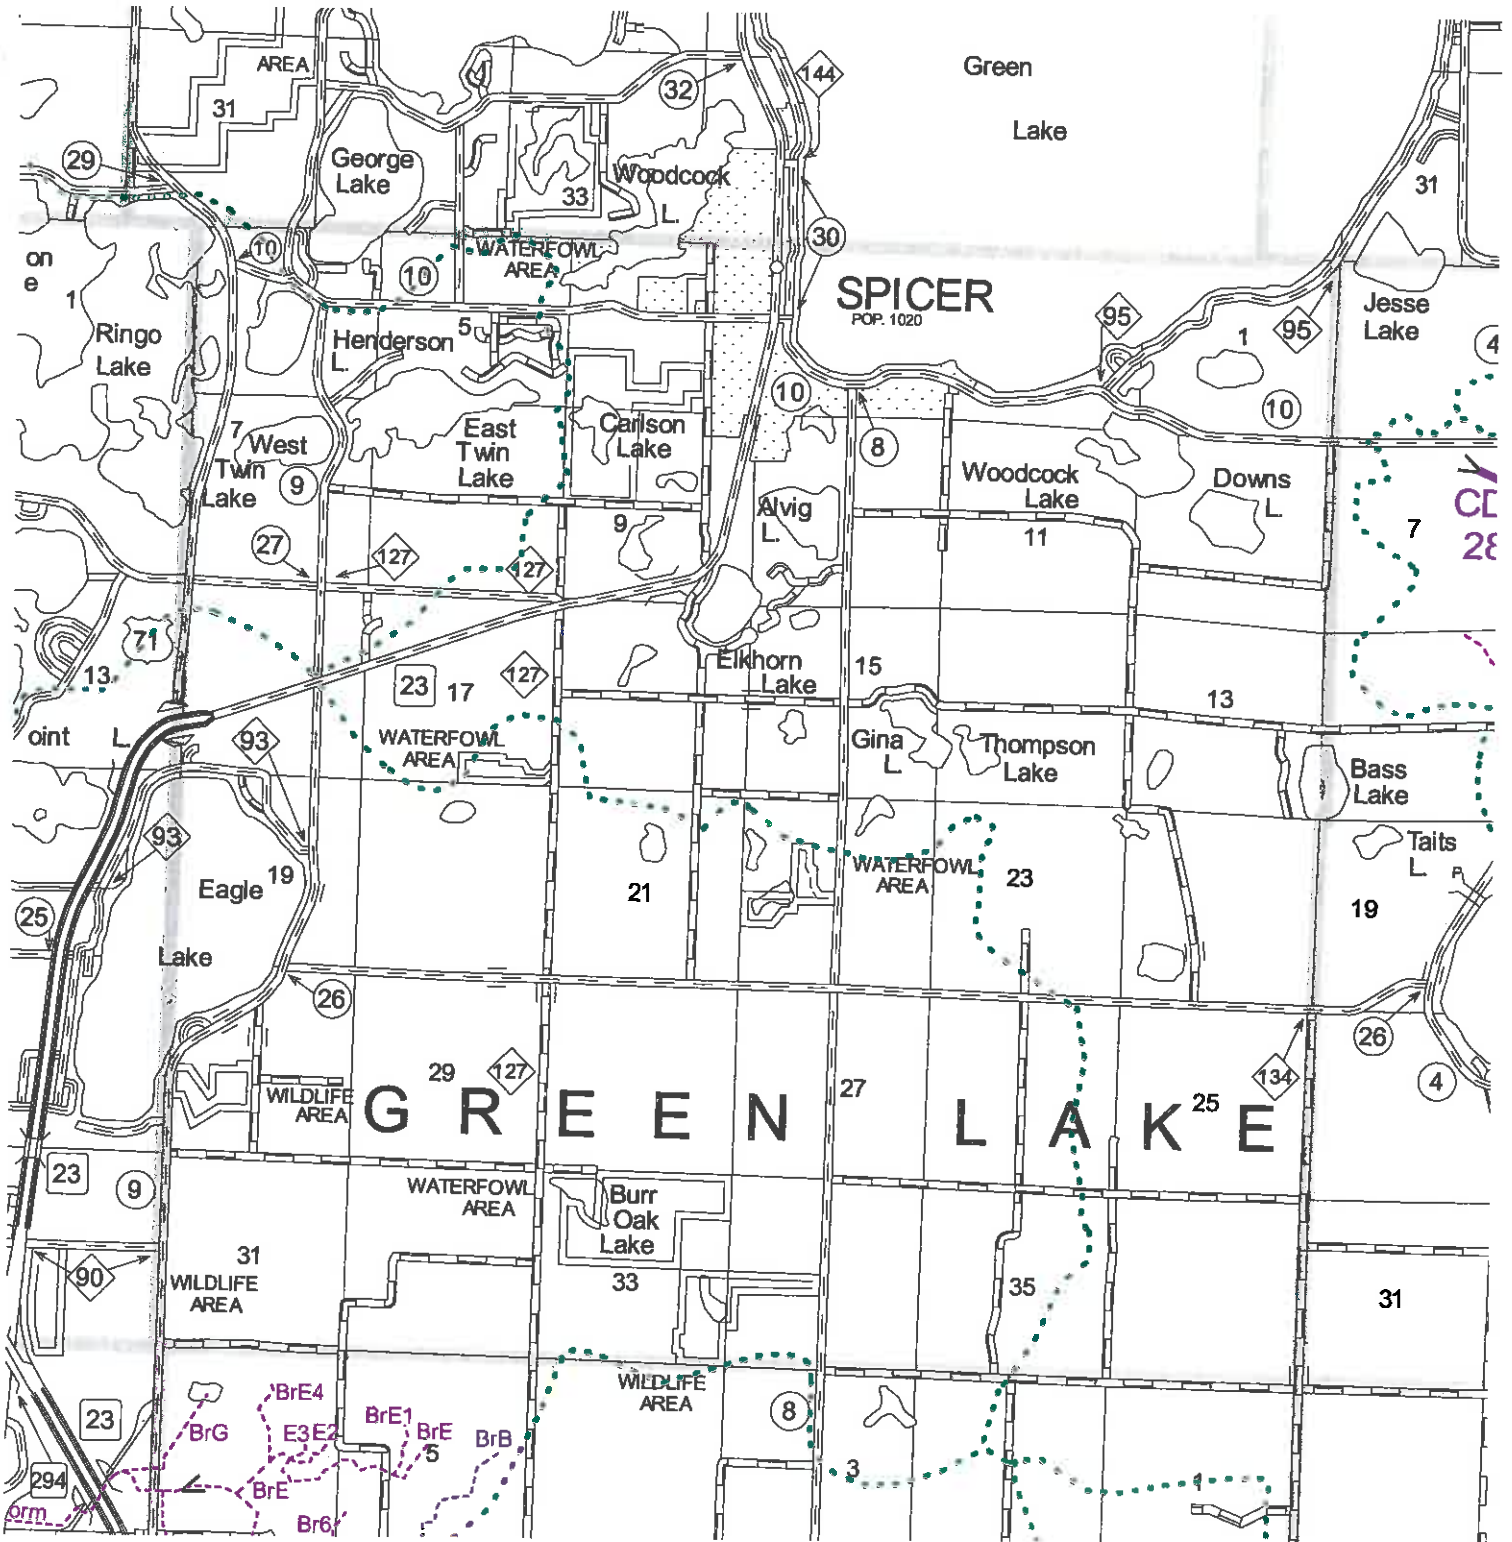 Green
Lake
AREA
31
32
144
29
George
Lake
Woodcock
L.
33
31
10
10
WATERFOWL
AREA
30
on
e
1
SPICER
POP. 1020
95
95
Jesse
Lake
Ringo
Lake
Henderson
L.
5
1
4
10
10
7
West
Twin
Lake
East
Twin
Lake
Carlson
Lake
8
9
Woodcock
Lake
Downs
L.
Alvig
L.
9
11
7
CD
28
27
127
127
71
13
Elkhorn
Lake
15
23
17
127
13
oint
L.
93
WATERFOWL
AREA
Gina
L.
Thompson
Lake
Bass
Lake
93
Taits
L.
P
Eagle
19
Lake
21
WATERFOWL
AREA
23
19
25
26
26
134
4
29
127
27
25
WILDLIFE
AREA
GREEN LAKE
23
9
WATERFOWL
AREA
Burr
Oak
Lake
31
90
WILDLIFE
AREA
33
35
31
WILDLIFE
AREA
8
23
BrE4
BrG
E3
E2
BrE1
BrE
5
BrB
294
orm
BrE
Br6
3
1